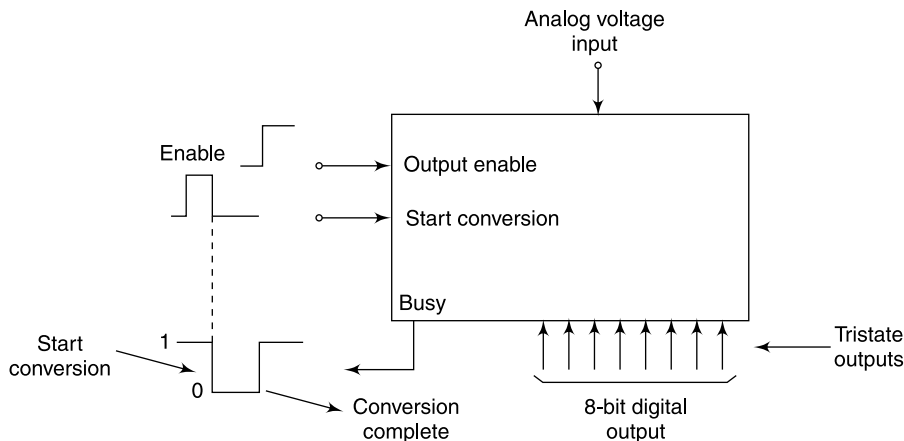 Analog voltage
input
Enable
Output enable
Start conversion
Busy
1
0
Start
conversion
Conversion
complete
8-bit digital
output
Tristate
outputs